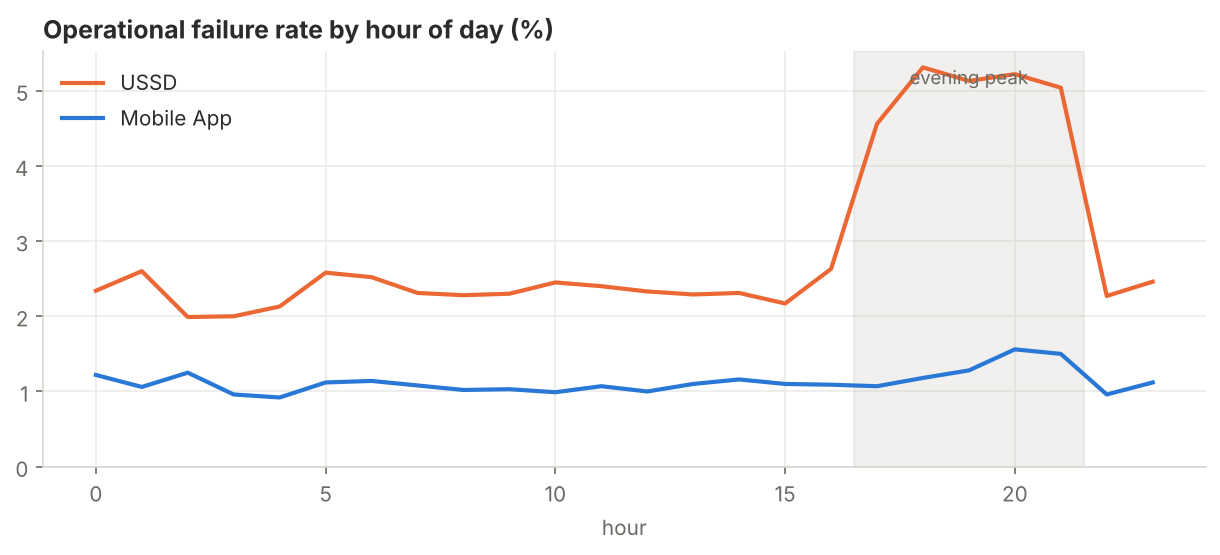 Operational failure rate by hour of day (%)
USSD
Mobile App
evening peak
5
4
3
2
1
0
0 5 10 15 20
hour